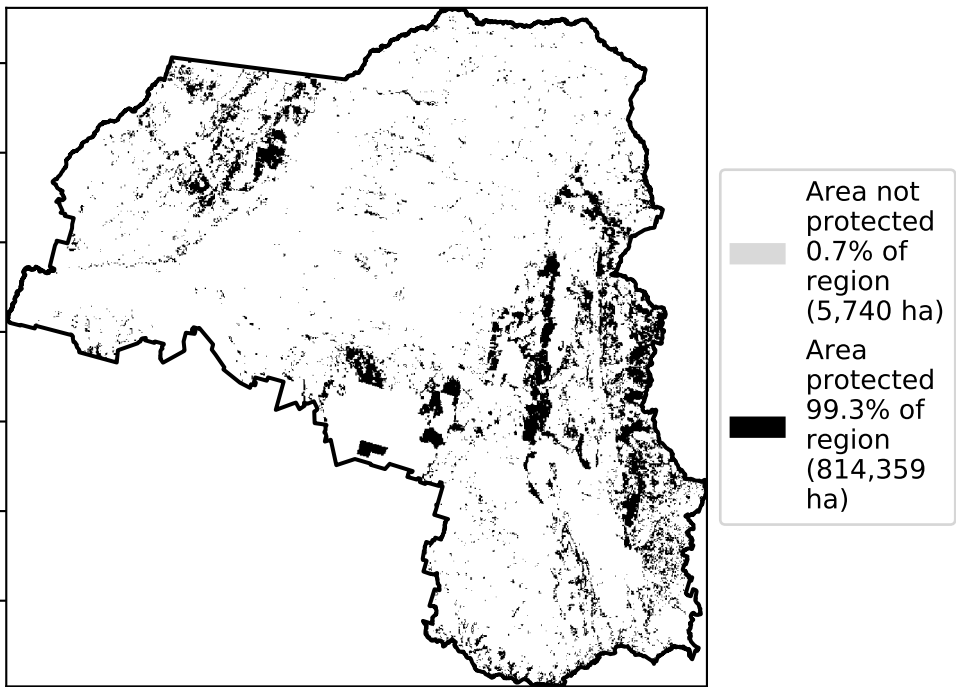 Area not
protected
0.7% of
region
(5,740 ha)
Area
protected
99.3% of
region
(814,359
ha)